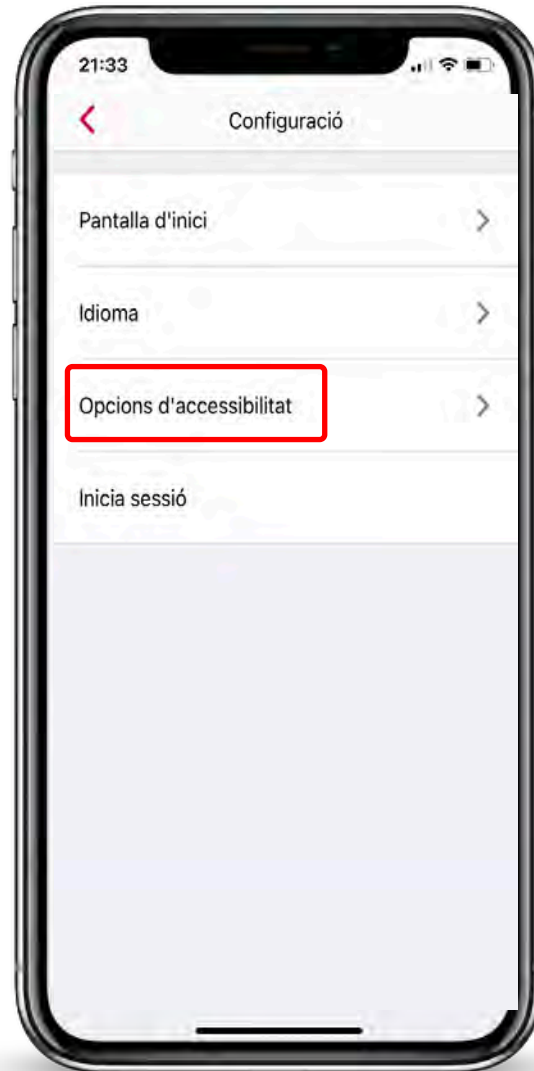 21:33
Configuració
Pantalla d'inici
Idioma
Opcions d'accessibilitat
Inicia sessió